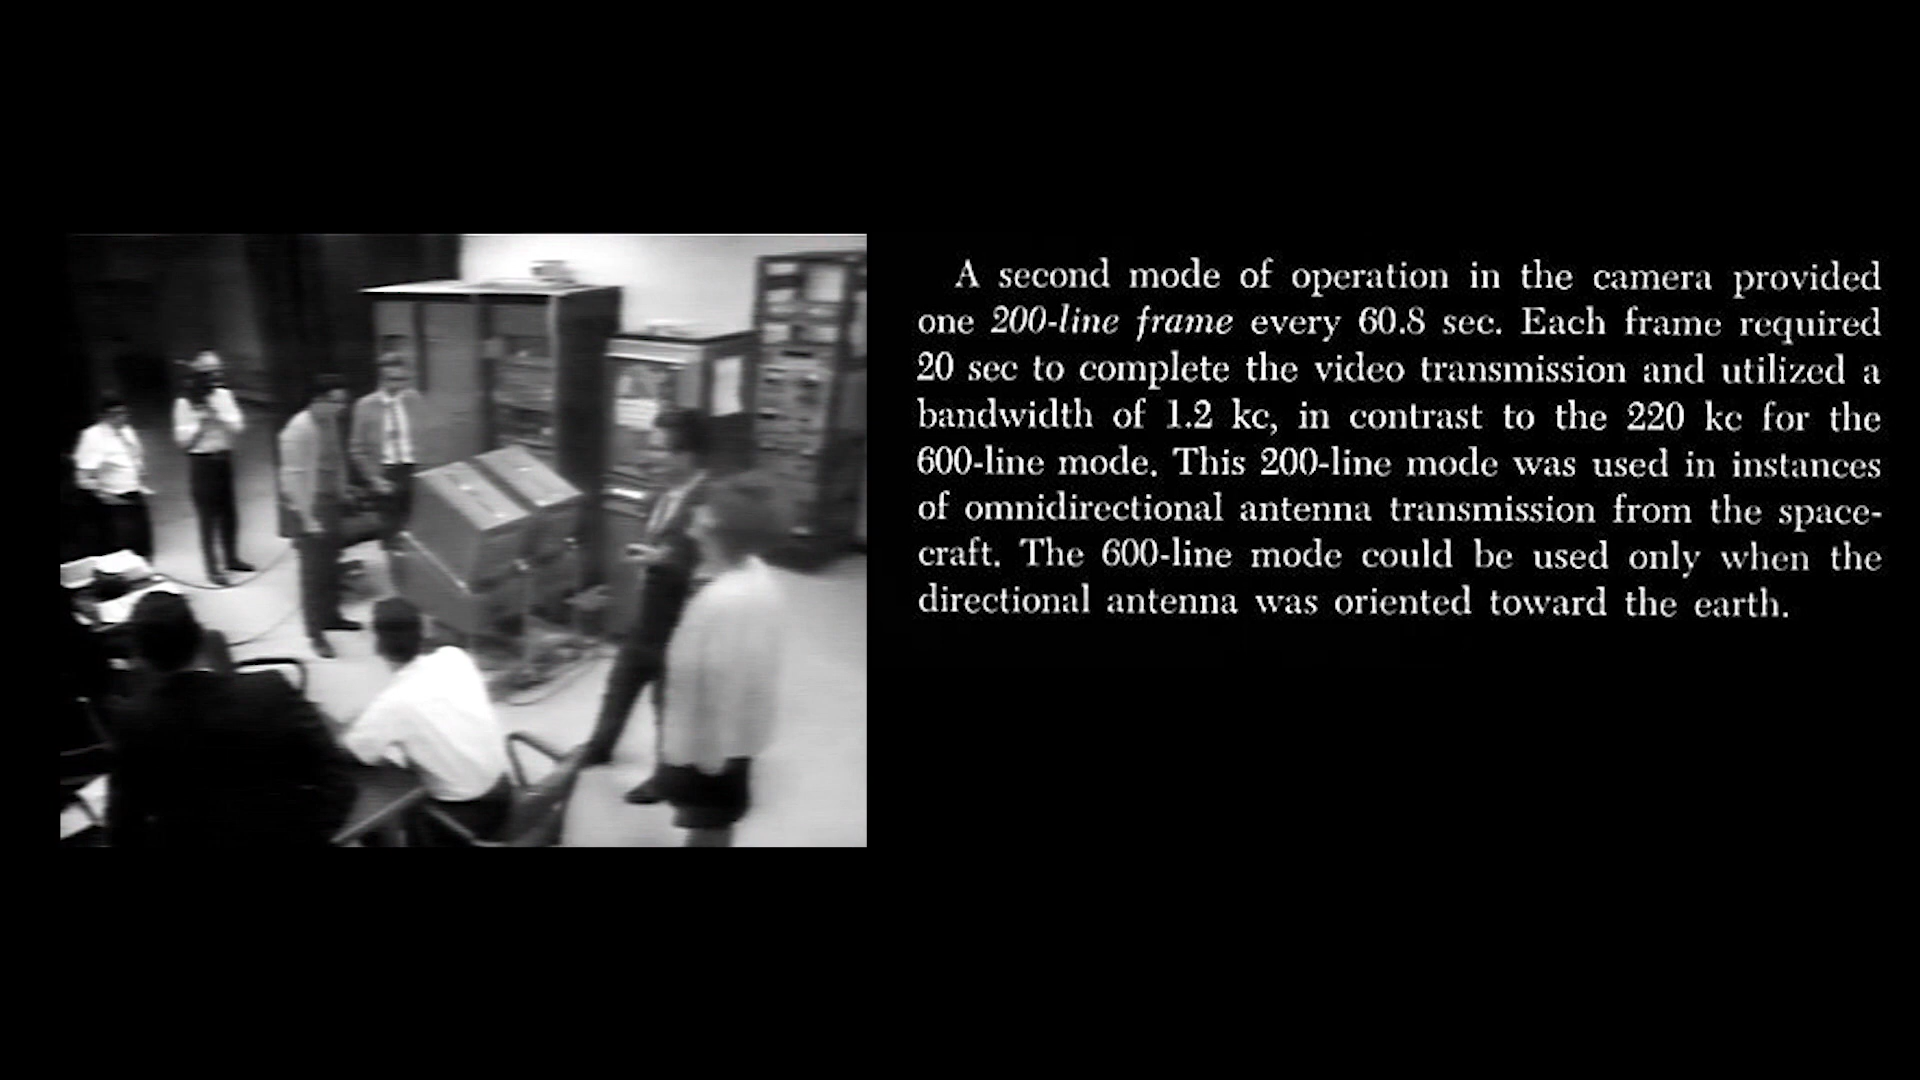 A second mode of operation in the camera provided
one 200-line frame every 60.8 sec. Each frame required
20 sec to complete the video transmission and utilized a
bandwidth of 1.2 kc, in contrast to the 220 kc for the
600-line mode. This 200-line mode was used in instances
of omnidirectional antenna transmission from the space-
craft. The 600-line mode could be used only when the
directional antenna was oriented toward the earth.